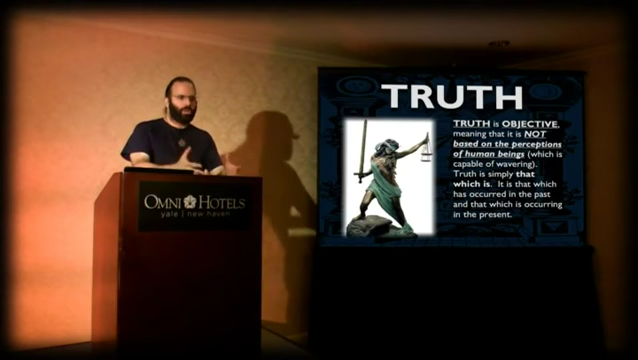 OMNI HOTELS
yale | new haven
TRUTH
TRUTH is OBJECTIVE,
meaning that it is NOT
based on the perceptions
of human beings (which is
capable of wavering).
Truth is simply that
which is. It is that which
has occurred in the past
and that which is occurring
in the present.